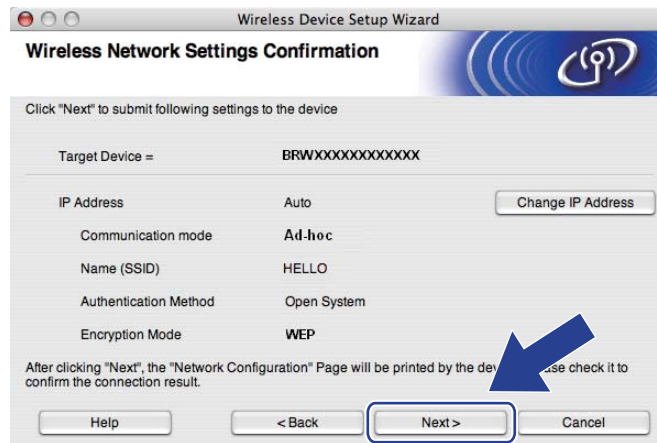 Wireless Device Setup Wizard
Wireless Network Settings Confirmation
Click "Next" to submit following settings to the device
Target Device = BRWXXXXXXXXXXXX
IP Address Auto Change IP Address
Communication mode Ad-hoc
Name (SSID) HELLO
Authentication Method Open System
Encryption Mode WEP
After clicking "Next", the "Network Configuration" Page will be printed by the check it to
confirm the connection result.
Help < Back Next > Cancel